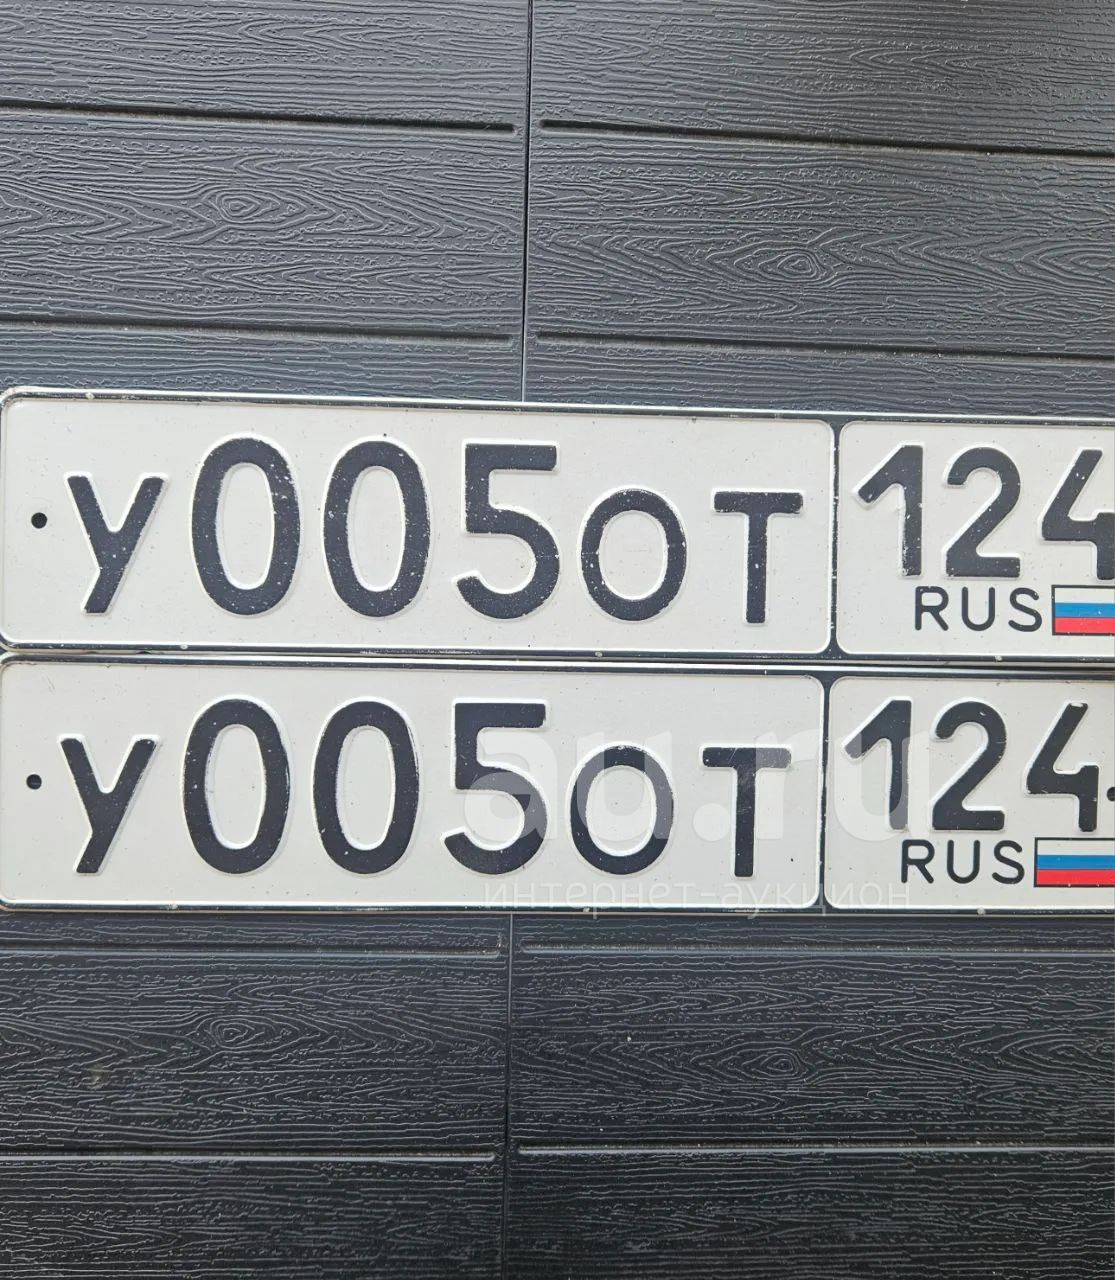 У005ОТ 124
RUS
У005ОТ 124
RUS
au.ru
интернет-аукцион